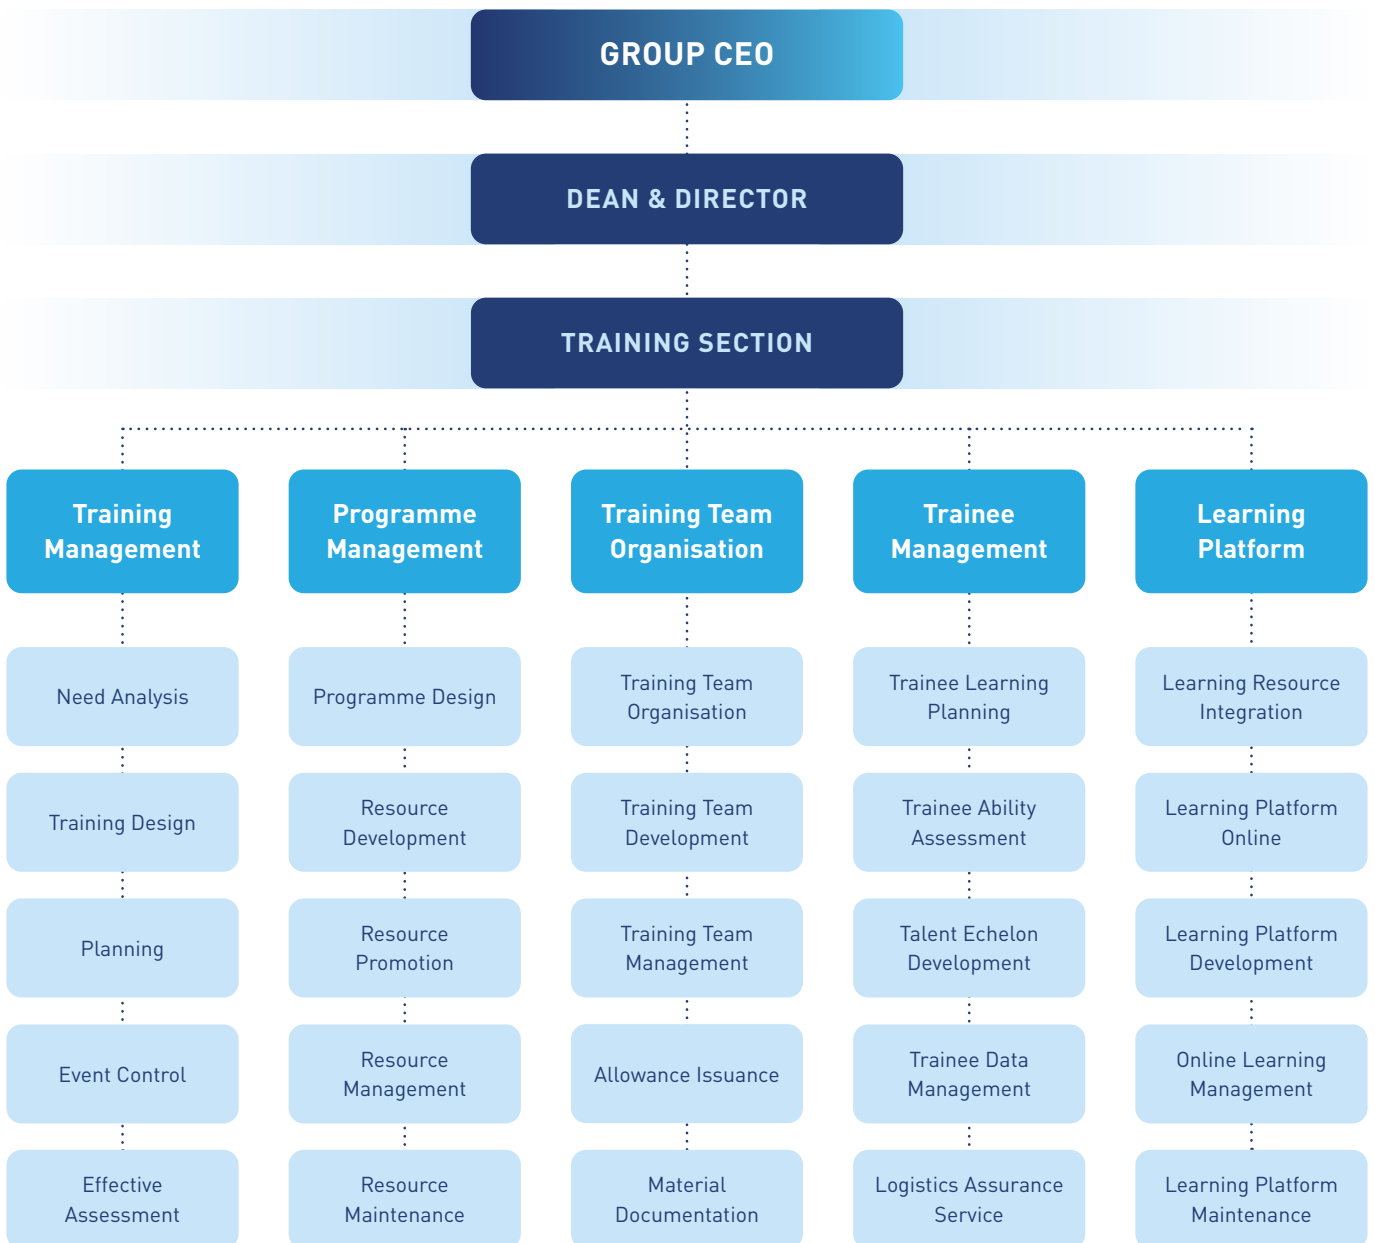 GROUP CEO
DEAN & DIRECTOR
TRAINING SECTION
Training
Management
Programme
Management
Training Team
Organisation
Trainee
Management
Learning
Platform
Need Analysis
Programme Design
Training Team
Organisation
Trainee Learning
Planning
Learning Resource
Integration
Training Design
Resource
Development
Training Team
Development
Trainee Ability
Assessment
Learning Platform
Online
Planning
Resource
Promotion
Training Team
Management
Talent Echelon
Development
Learning Platform
Development
Event Control
Resource
Management
Allowance Issuance
Trainee Data
Management
Online Learning
Management
Effective
Assessment
Resource
Maintenance
Material
Documentation
Logistics Assurance
Service
Learning Platform
Maintenance